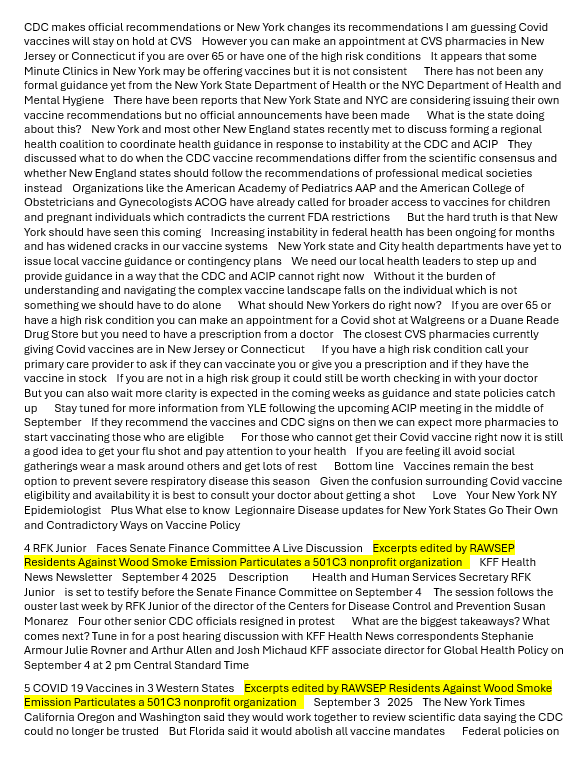 CDC makes official recommendations or New York changes its recommendations I am guessing Covid
vaccines will stay on hold at CVS   However you can make an appointment at CVS pharmacies in New
Jersey or Connecticut if you are over 65 or have one of the high risk conditions   It appears that some
Minute Clinics in New York may be offering vaccines but it is not consistent      There has not been any
formal guidance yet from the New York State Department of Health or the NYC Department of Health and
Mental Hygiene   There have been reports that New York State and NYC are considering issuing their own
vaccine recommendations but no official announcements have been made      What is the state doing
about this?   New York and most other New England states recently met to discuss forming a regional
health coalition to coordinate health guidance in response to instability at the CDC and ACIP   They
discussed what to do when the CDC vaccine recommendations differ from the scientific consensus and
whether New England states should follow the recommendations of professional medical societies
instead   Organizations like the American Academy of Pediatrics AAP and the American College of
Obstetricians and Gynecologists ACOG have already called for broader access to vaccines for children
and pregnant individuals which contradicts the current FDA restrictions      But the hard truth is that New
York should have seen this coming   Increasing instability in federal health has been ongoing for months
and has widened cracks in our vaccine systems   New York state and City health departments have yet to
issue local vaccine guidance or contingency plans   We need our local health leaders to step up and
provide guidance in a way that the CDC and ACIP cannot right now   Without it the burden of
understanding and navigating the complex vaccine landscape falls on the individual which is not
something we should have to do alone      What should New Yorkers do right now?   If you are over 65 or
have a high risk condition you can make an appointment for a Covid shot at Walgreens or a Duane Reade
Drug Store but you need to have a prescription from a doctor   The closest CVS pharmacies currently
giving Covid vaccines are in New Jersey or Connecticut      If you have a high risk condition call your
primary care provider to ask if they can vaccinate you or give you a prescription and if they have the
vaccine in stock   If you are not in a high risk group it could still be worth checking in with your doctor
But you can also wait more clarity is expected in the coming weeks as guidance and state policies catch
up      Stay tuned for more information from YLE following the upcoming ACIP meeting in the middle of
September   If they recommend the vaccines and CDC signs on then we can expect more pharmacies to
start vaccinating those who are eligible      For those who cannot get their Covid vaccine right now it is still
a good idea to get your flu shot and pay attention to your health   If you are feeling ill avoid social
gatherings wear a mask around others and get lots of rest      Bottom line   Vaccines remain the best
option to prevent severe respiratory disease this season   Given the confusion surrounding Covid vaccine
eligibility and availability it is best to consult your doctor about getting a shot      Love   Your New York NY
Epidemiologist   Plus What else to know  Legionnaire Disease updates for New York States Go Their Own
and Contradictory Ways on Vaccine Policy
4 RFK Junior   Faces Senate Finance Committee A Live Discussion   Excerpts edited by RAWSEP
Residents Against Wood Smoke Emission Particulates a 501C3 nonprofit organization      KFF Health
News Newsletter   September 4 2025   Description      Health and Human Services Secretary RFK
Junior   is set to testify before the Senate Finance Committee on September 4    The session follows the
ouster last week by RFK Junior of the director of the Centers for Disease Control and Prevention Susan
Monarez   Four other senior CDC officials resigned in protest      What are the biggest takeaways? What
comes next? Tune in for a post hearing discussion with KFF Health News correspondents Stephanie
Armour Julie Rovner and Arthur Allen and Josh Michaud KFF associate director for Global Health Policy on
September 4 at 2 pm Central Standard Time
5 COVID 19 Vaccines in 3 Western States   Excerpts edited by RAWSEP Residents Against Wood Smoke
Emission Particulates a 501C3 nonprofit organization      September 3  2025   The New York Times
California Oregon and Washington said they would work together to review scientific data saying the CDC
could no longer be trusted   But Florida said it would abolish all vaccine mandates      Federal policies on